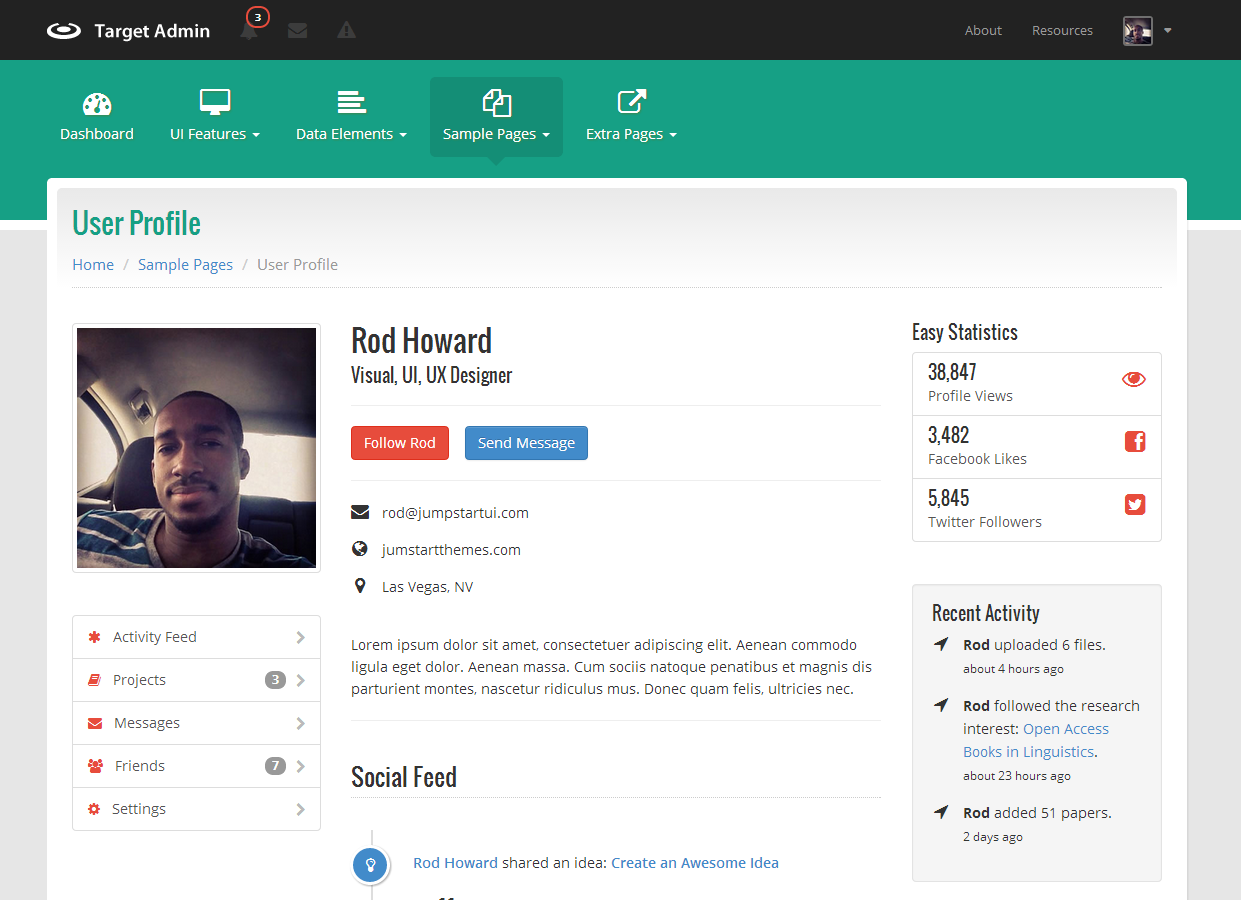 Target Admin
3
About
Resources
Dashboard
UI Features
Data Elements
Sample Pages
Extra Pages
User Profile
Home / Sample Pages / User Profile
Rod Howard
Visual, UI, UX Designer
Follow Rod
Send Message
rod@jumpstartui.com
jumstartthemes.com
Las Vegas, NV
Lorem ipsum dolor sit amet, consectetuer adipiscing elit. Aenean commodo
ligula eget dolor. Aenean massa. Cum sociis natoque penatibus et magnis dis
parturient montes, nascetur ridiculus mus. Donec quam felis, ultricies nec.
Activity Feed
Projects 3
Messages
Friends 7
Settings
Social Feed
Rod Howard shared an idea: Create an Awesome Idea
Easy Statistics
38,847
Profile Views
3,482
Facebook Likes
5,845
Twitter Followers
Recent Activity
Rod uploaded 6 files.
about 4 hours ago
Rod followed the research
interest: Open Access
Books in Linguistics.
about 23 hours ago
Rod added 51 papers.
2 days ago